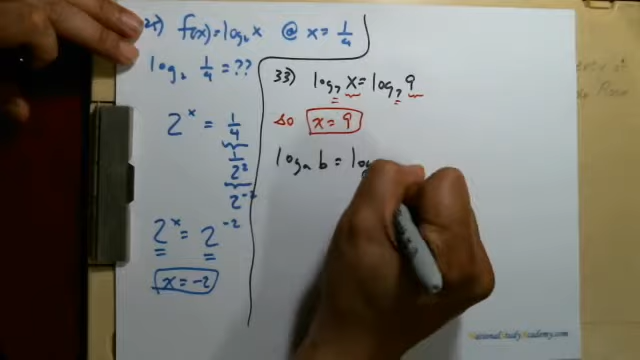 f(x) = log₂ x @ x = 1/4
log₂ 1/4 = ??
2^x = 1/4
1/2²
2^-2
2^x = 2^-2
x = -2
33) log₇ x = log₇ 9
so x = 9
logₐ b = log
NationalStudyAcademy.com